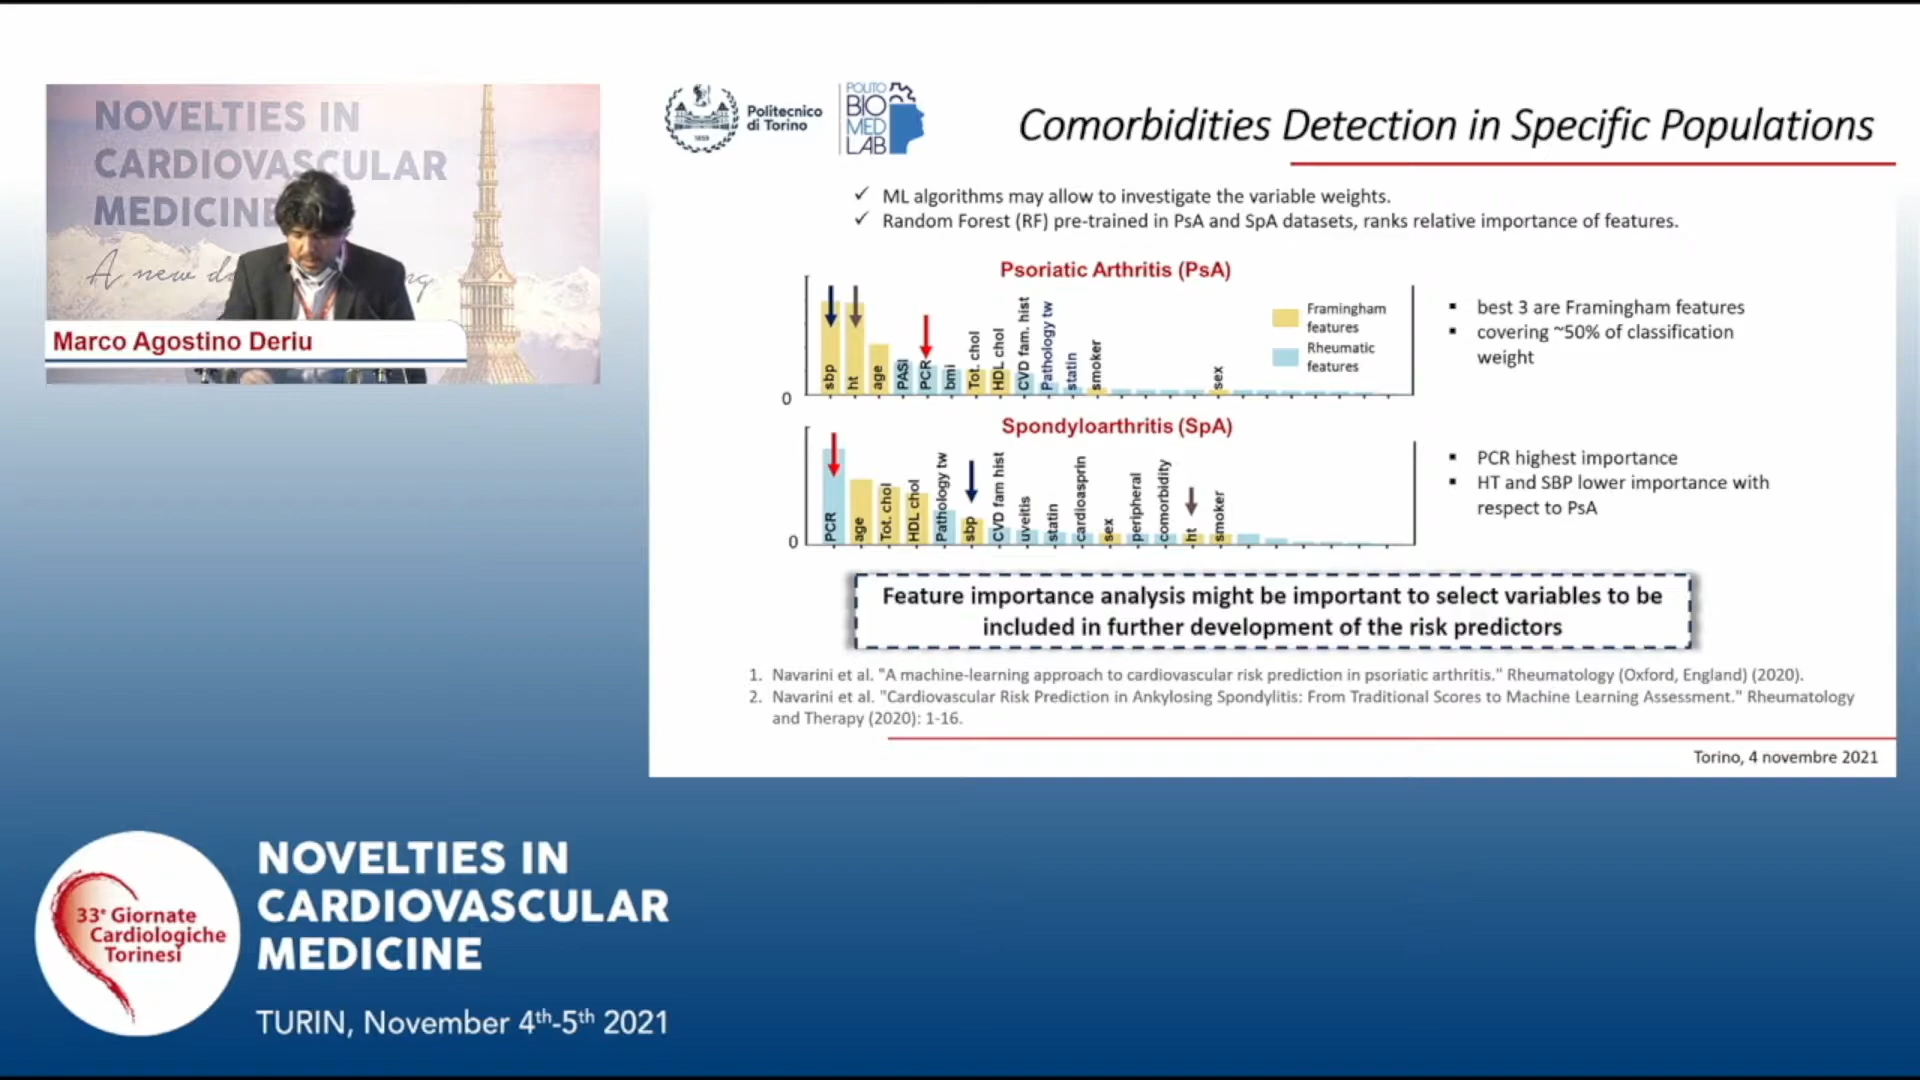 NOVELTIES IN
CARDIOVASCULAR
MEDICINE
A new d
ng
Marco Agostino Deriu
1859
Politecnico
di Torino
POLITO
BIO
MED
LAB
Comorbidities Detection in Specific Populations
✓ ML algorithms may allow to investigate the variable weights.
✓ Random Forest (RF) pre-trained in PsA and SpA datasets, ranks relative importance of features.
Psoriatic Arthritis (PsA)
sbp
ht
age
PASI
PCR
bmi
Tot. chol
HDL chol
CVD fam. hist
Pathology tw
statin
smoker
sex
0
Framingham
features
Rheumatic
features
▪ best 3 are Framingham features
▪ covering ~50% of classification
weight
Spondyloarthritis (SpA)
PCR
age
Tot. chol
HDL chol
Pathology tw
sbp
CVD fam hist
uveitis
statin
cardioasprin
sex
peripheral
comorbidity
ht
smoker
0
▪ PCR highest importance
▪ HT and SBP lower importance with
respect to PsA
Feature importance analysis might be important to select variables to be
included in further development of the risk predictors
1. Navarini et al. "A machine-learning approach to cardiovascular risk prediction in psoriatic arthritis." Rheumatology (Oxford, England) (2020).
2. Navarini et al. "Cardiovascular Risk Prediction in Ankylosing Spondylitis: From Traditional Scores to Machine Learning Assessment." Rheumatology
and Therapy (2020): 1-16.
Torino, 4 novembre 2021
33e Giornate
Cardiologiche
Torinesi
NOVELTIES IN
CARDIOVASCULAR
MEDICINE
TURIN, November 4th-5th 2021